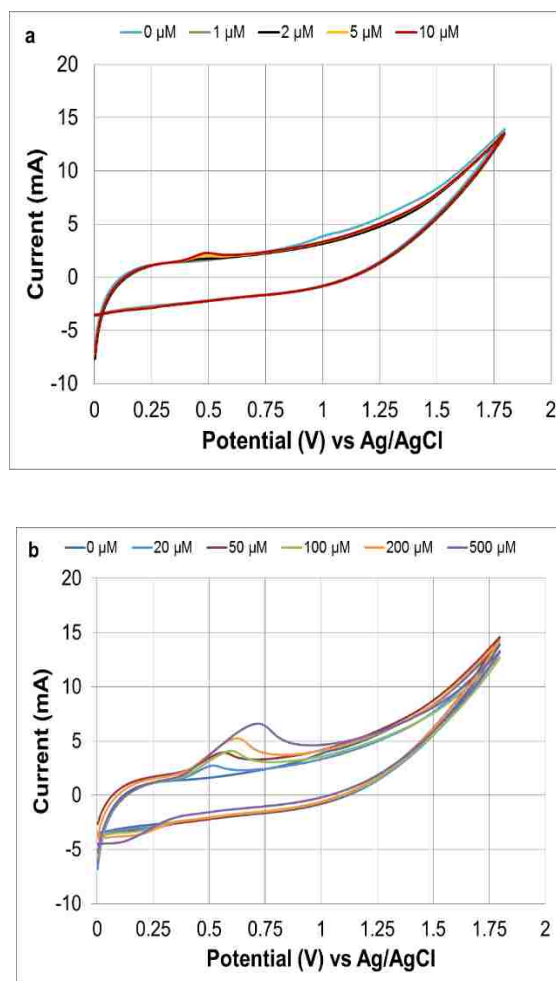 a
0 µM 1 µM 2 µM 5 µM 10 µM
20
15
10
5
0
-5
-10
Current (mA)
0 0.25 0.5 0.75 1 1.25 1.5 1.75 2
Potential (V) vs Ag/AgCl
b
0 µM 20 µM 50 µM 100 µM 200 µM 500 µM
20
15
10
5
0
-5
-10
Current (mA)
0 0.25 0.5 0.75 1 1.25 1.5 1.75 2
Potential (V) vs Ag/AgCl